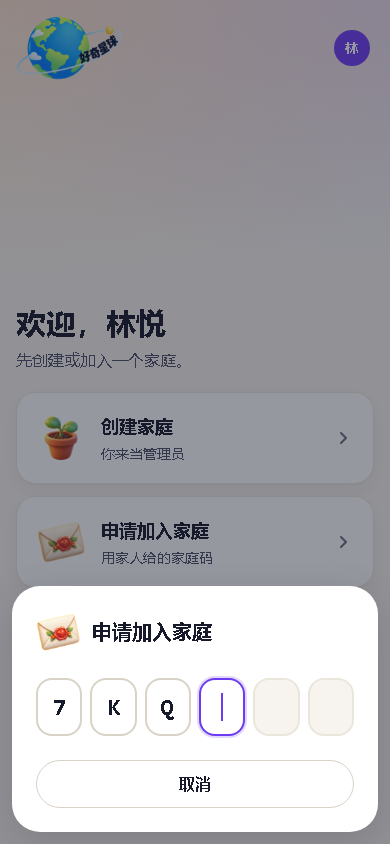 好奇星球
林
欢迎，林悦
先创建或加入一个家庭。
创建家庭
你来当管理员
申请加入家庭
用家人给的家庭码
申请加入家庭
7 K Q
取消